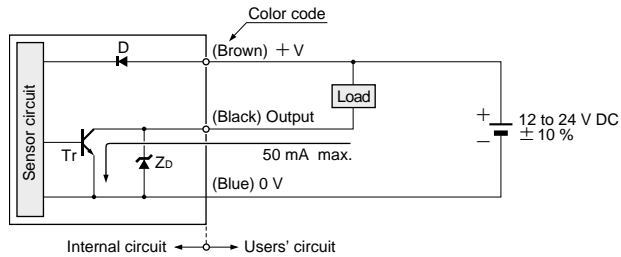 Color code
D
(Brown) +V
Sensor circuit
Load
(Black) Output
+
12 to 24 V DC
± 10 %
−
Tr
ZD
50 mA max.
(Blue) 0 V
Internal circuit
Users' circuit